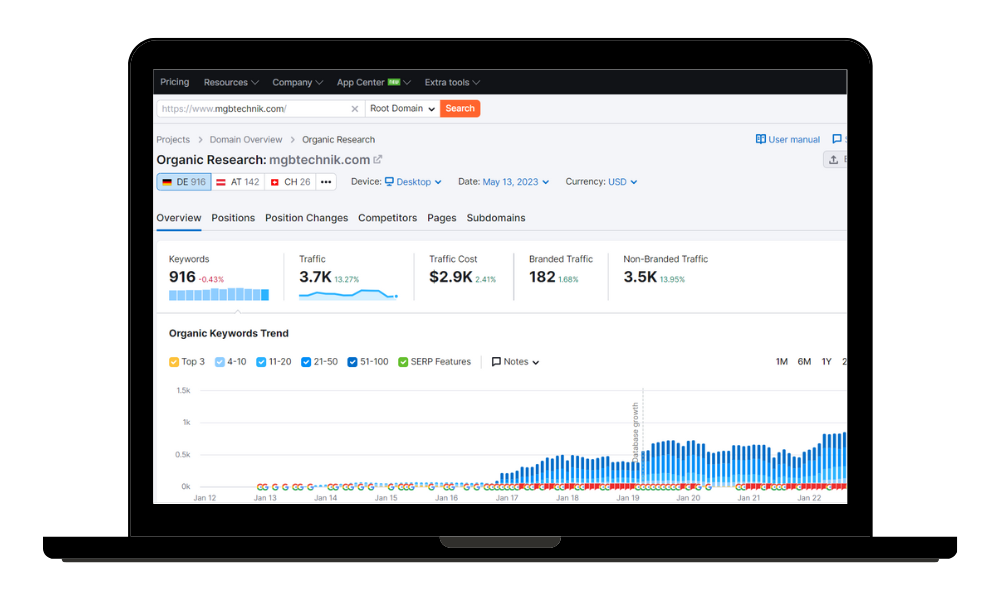 Pricing Resources Company App Center New Extra tools
https://www.mgbtechnik.com/ Root Domain Search
Projects > Domain Overview > Organic Research User manual
Organic Research: mgbtechnik.com
DE 916 AT 142 CH 26 ••• Device: Desktop Date: May 13, 2023 Currency: USD
Overview Positions Position Changes Competitors Pages Subdomains
Keywords Traffic Traffic Cost Branded Traffic Non-Branded Traffic
916 -0.43% 3.7K 13.27% $2.9K 2.41% 182 1.68% 3.5K 13.95%
Organic Keywords Trend
Top 3 4-10 11-20 21-50 51-100 SERP Features Notes 1M 6M 1Y 2
1.5k
1k
0.5k
0k
Database growth
Jan 12 Jan 13 Jan 14 Jan 15 Jan 16 Jan 17 Jan 18 Jan 19 Jan 20 Jan 21 Jan 22